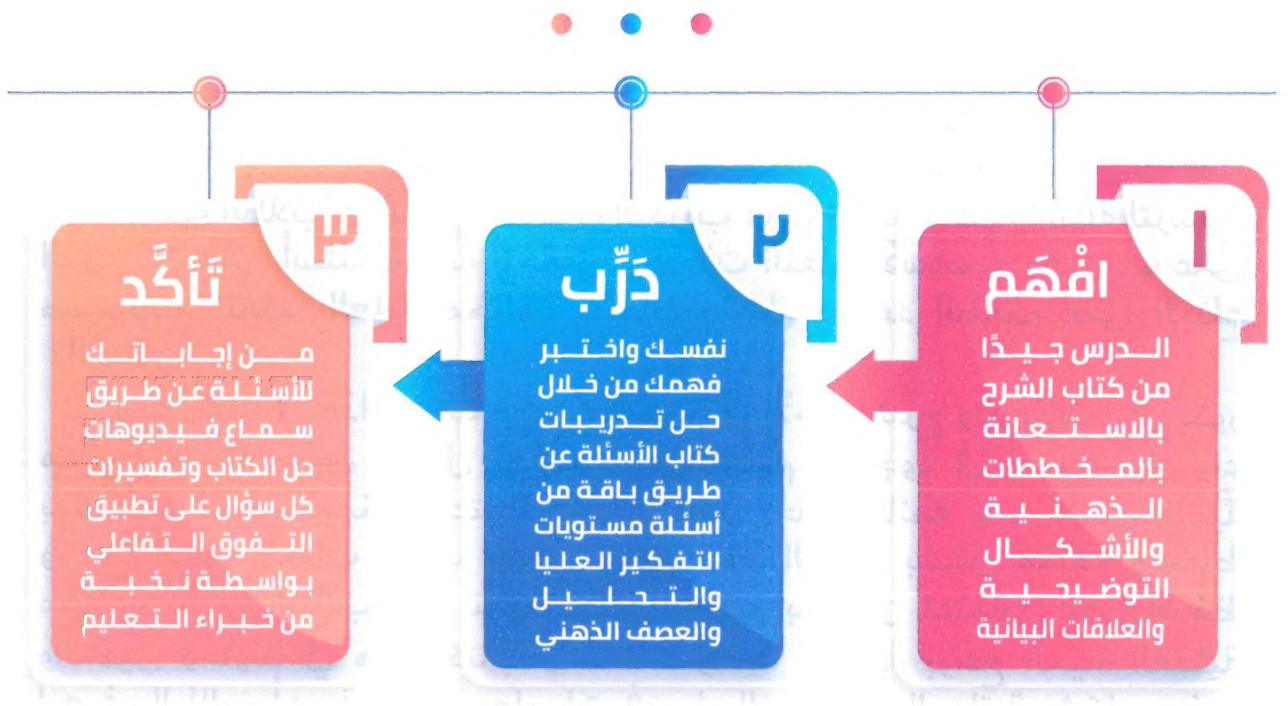 ١
افْهَم
الدرس جيدًا
من كتاب الشرح
بالاستعانة
بالمخططات
الذهنية
والأشكال
التوضيحية
والعلاقات البيانية
٢
دَرِّب
نفسك واختبر
فهمك من خلال
حل تدريبات
كتاب الأسئلة عن
طريق باقة من
أسئلة مستويات
التفكير العليا
والتحليل
والعصف الذهني
٣
تَأكَّد
من إجاباتك
للأسئلة عن طريق
سماع فيديوهات
حل الكتاب وتفسيرات
كل سؤال على تطبيق
التفوق التفاعلي
بواسطة نخبة
من خبراء التعليم